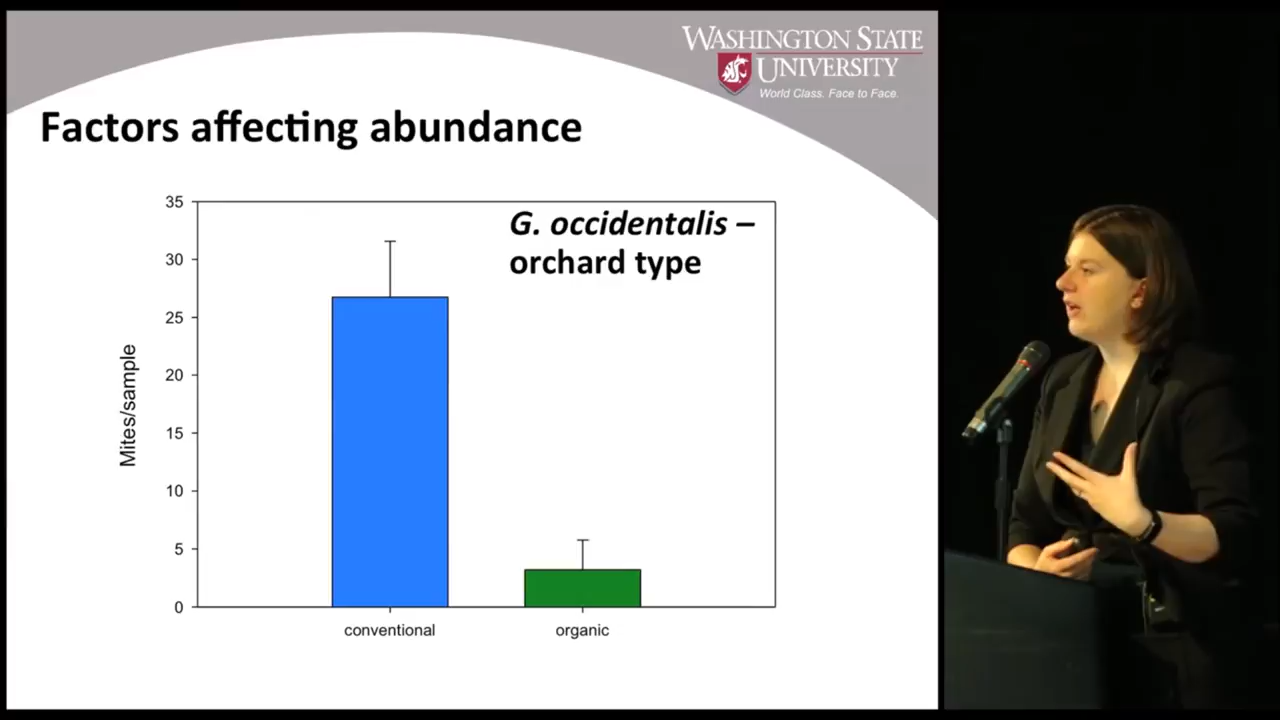 WASHINGTON STATE
UNIVERSITY
World Class. Face to Face.
Factors affecting abundance
G. occidentalis –
orchard type
35
30
25
20
15
10
5
0
Mites/sample
conventional
organic